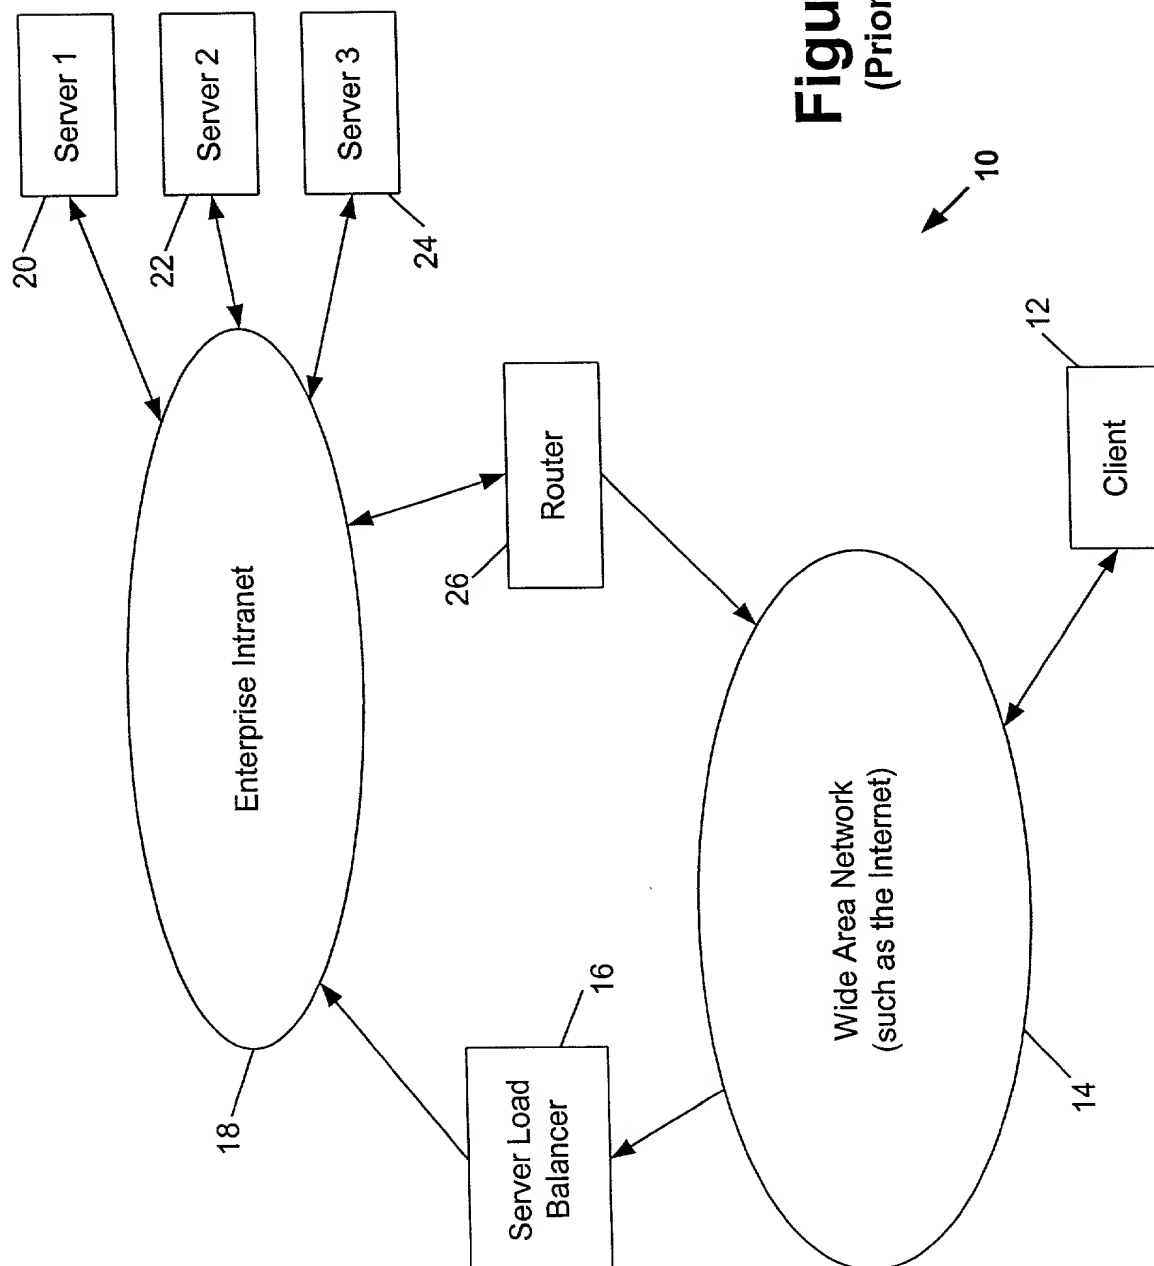 Server 1
Server 2
Server 3
20
22
24
Enterprise Intranet
18
Router
26
Server Load
Balancer
16
Wide Area Network
(such as the Internet)
14
Client
12
10
Figu
(Prior